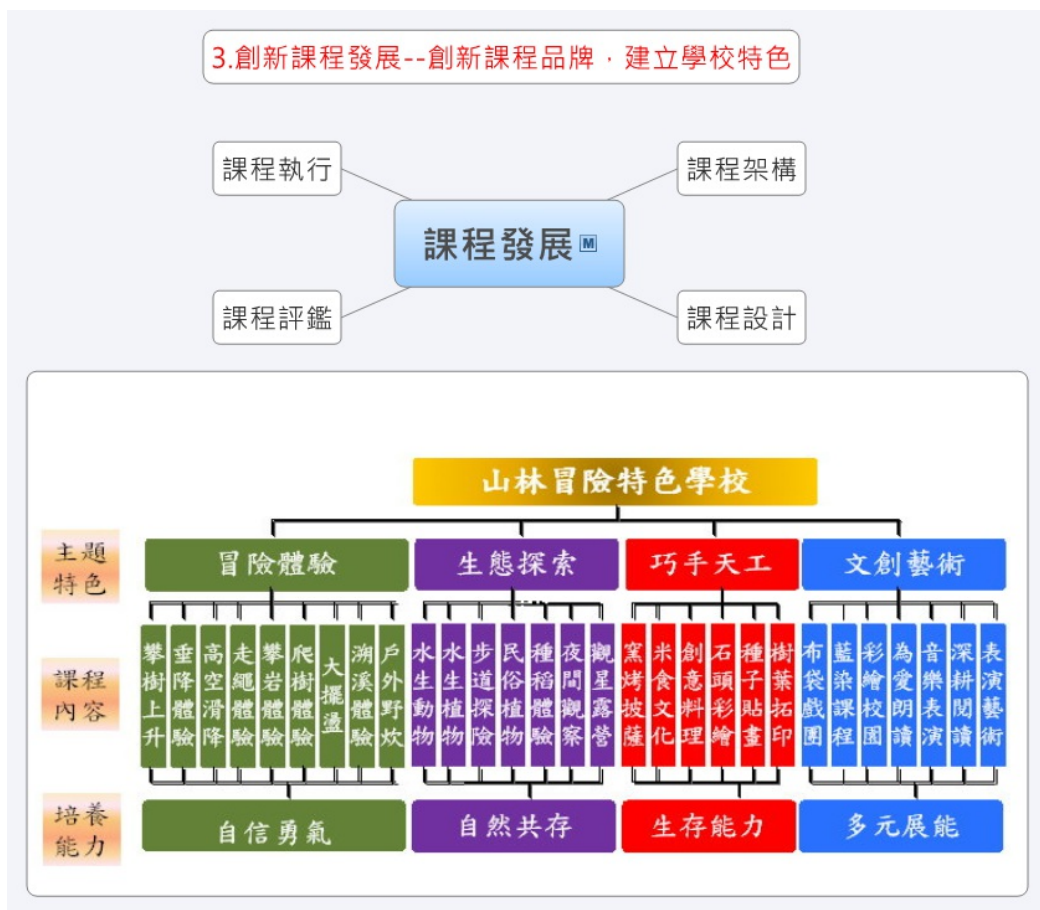 3.創新課程發展--創新課程品牌，建立學校特色
課程執行
課程架構
課程發展
M
課程評鑑
課程設計
山林冒險特色學校
主題
特色
冒險體驗
生態探索
巧手天工
文創藝術
課程
內容
攀樹上升
垂降體驗
高空滑降
走繩體驗
攀岩體驗
爬樹體驗
大擺盪
溯溪體驗
戶外野炊
水生動物
水生植物
步道探險
民俗植物
種稻體驗
夜間觀察
觀星露營
窯烤披薩
米食文化
創意料理
石頭彩繪
種子貼畫
樹葉拓印
布袋戲團
藍染課程
彩繪校園
為愛朗讀
音樂表演
深耕閱讀
表演藝術
培養
能力
自信勇氣
自然共存
生存能力
多元展能